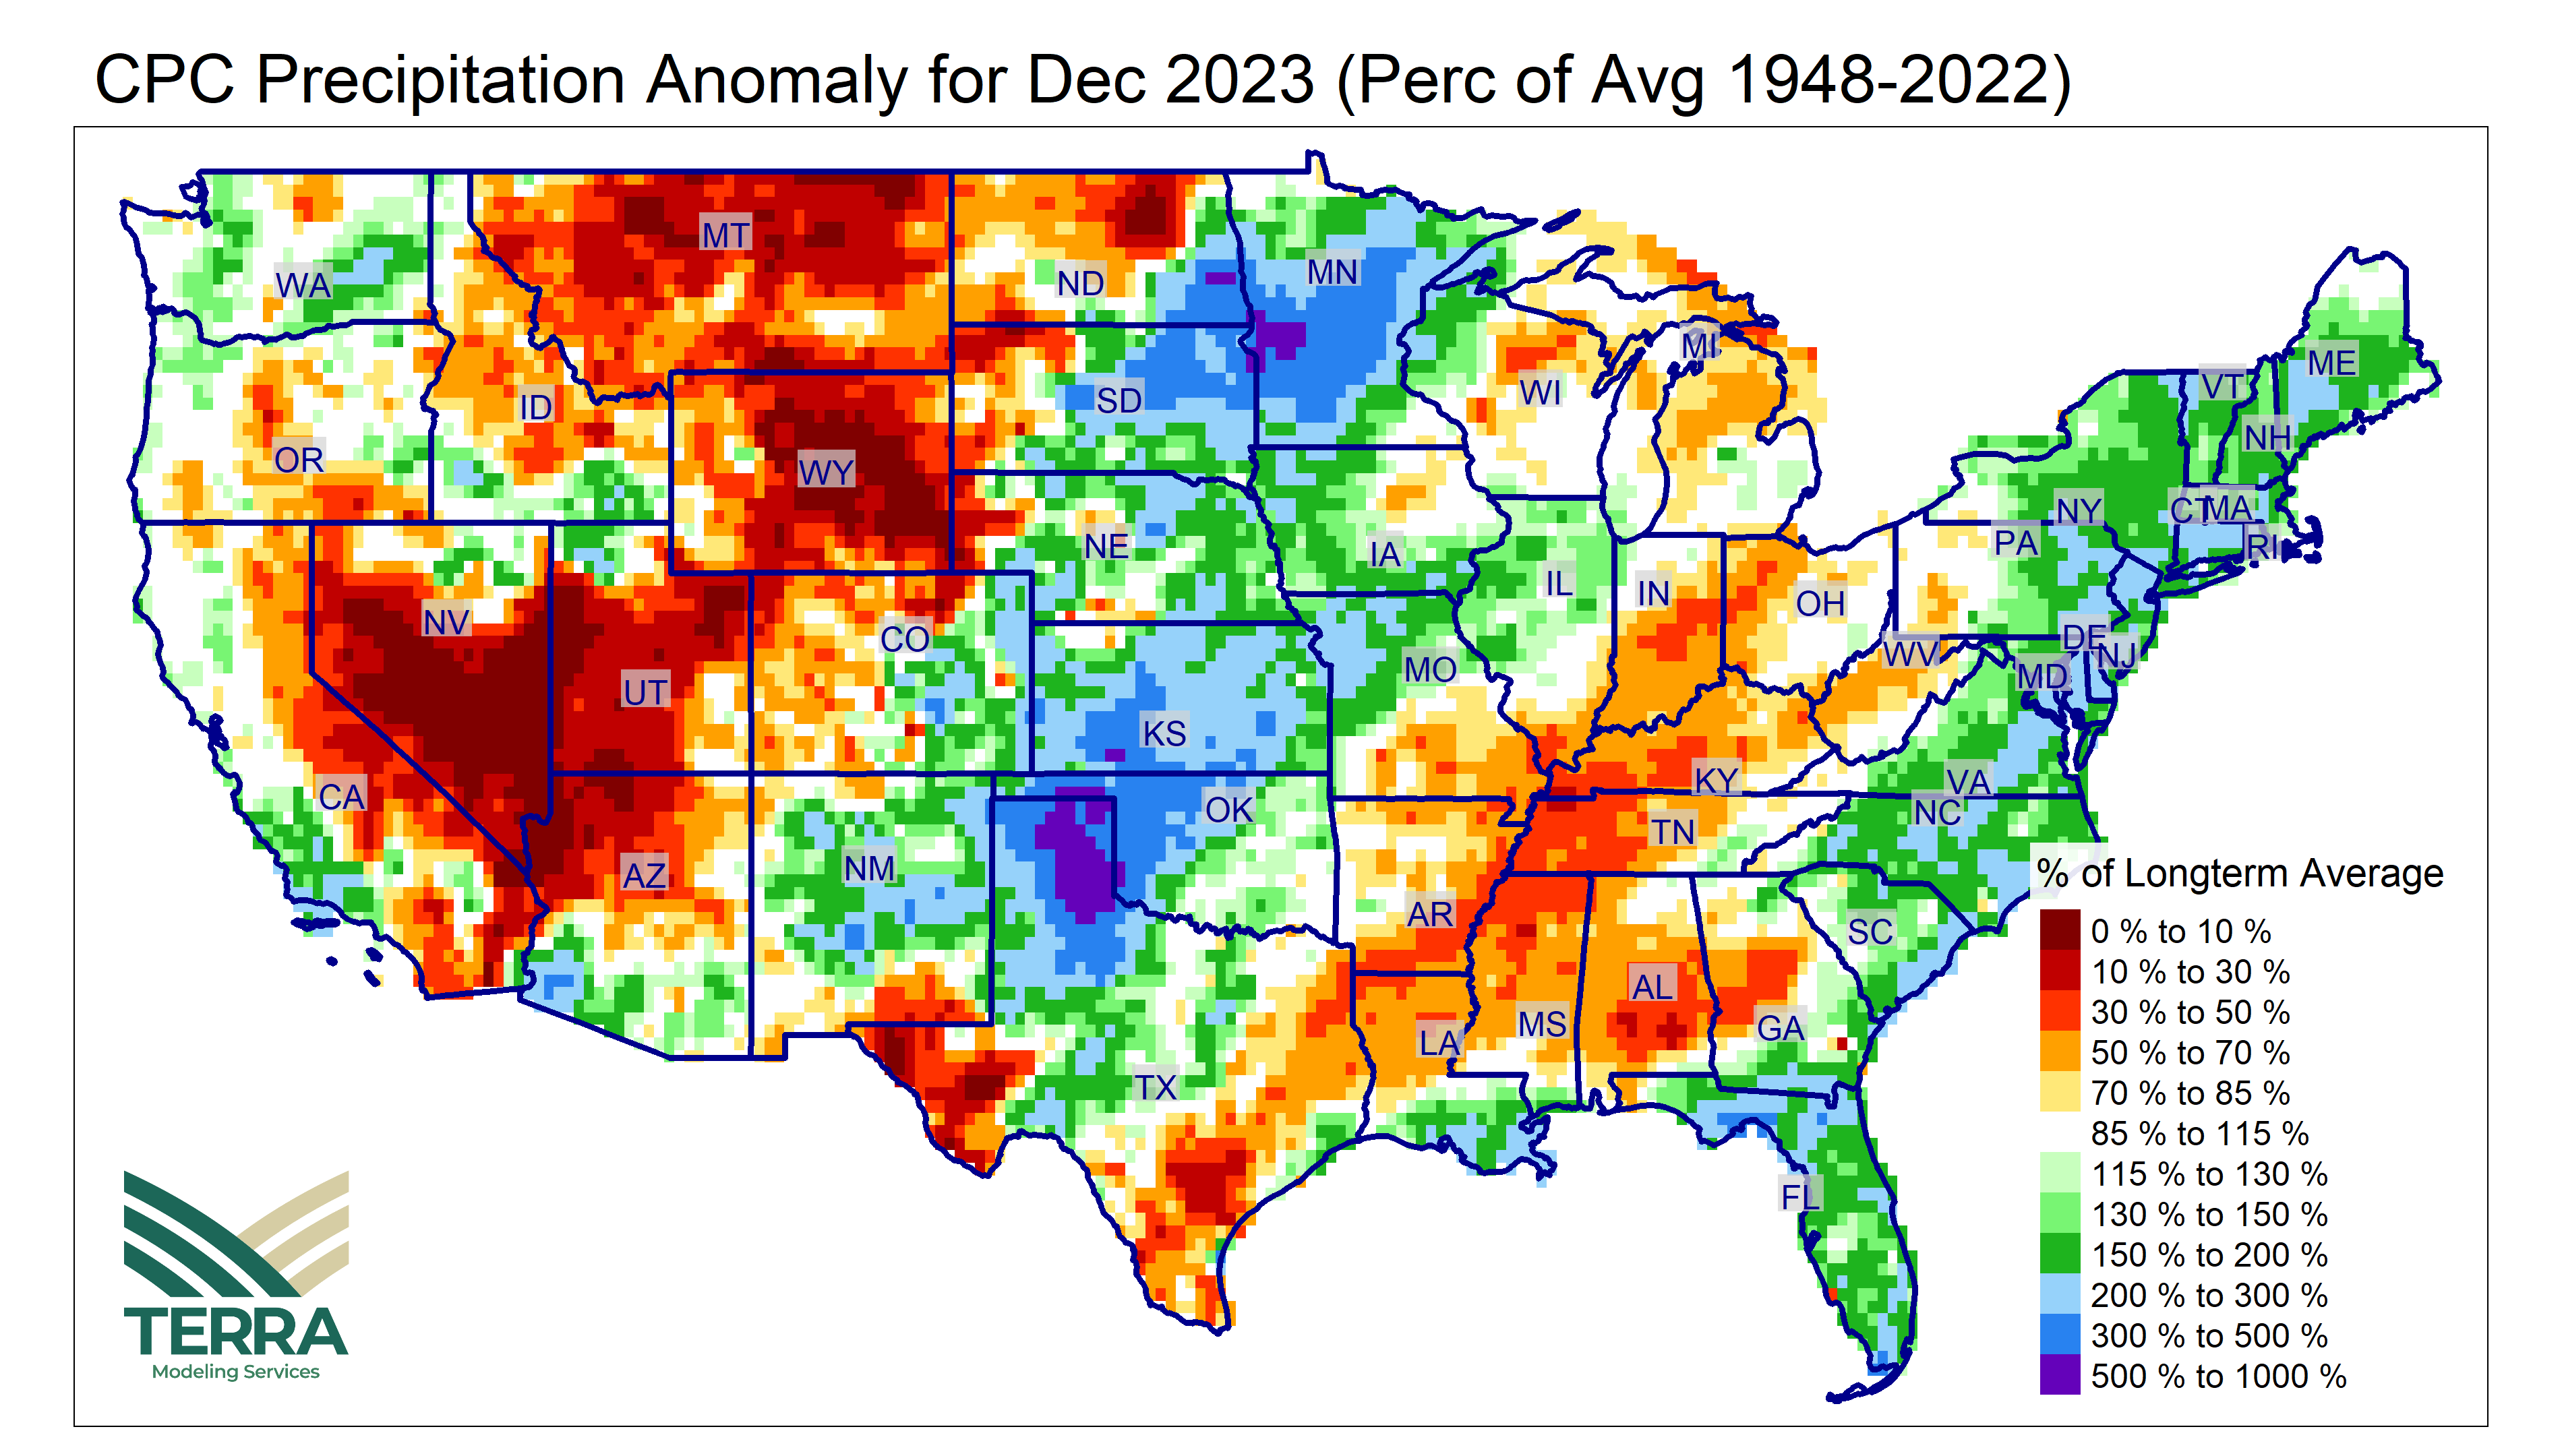 CPC Precipitation Anomaly for Dec 2023 (Perc of Avg 1948-2022)
MT
WA
ND
MN
MI
ME
VT
SD
WI
ID
NH
OR
WY
NY
CT
MA
NE
IA
PA
RI
IL
IN
OH
NV
CO
DE
WV
NJ
MO
MD
UT
KS
KY
VA
CA
OK
NC
TN
NM
AZ
AR
SC
AL
MS
GA
LA
TX
FL
% of Longterm Average
0 % to 10 %
10 % to 30 %
30 % to 50 %
50 % to 70 %
70 % to 85 %
85 % to 115 %
115 % to 130 %
130 % to 150 %
150 % to 200 %
200 % to 300 %
300 % to 500 %
500 % to 1000 %
TERRA
Modeling Services